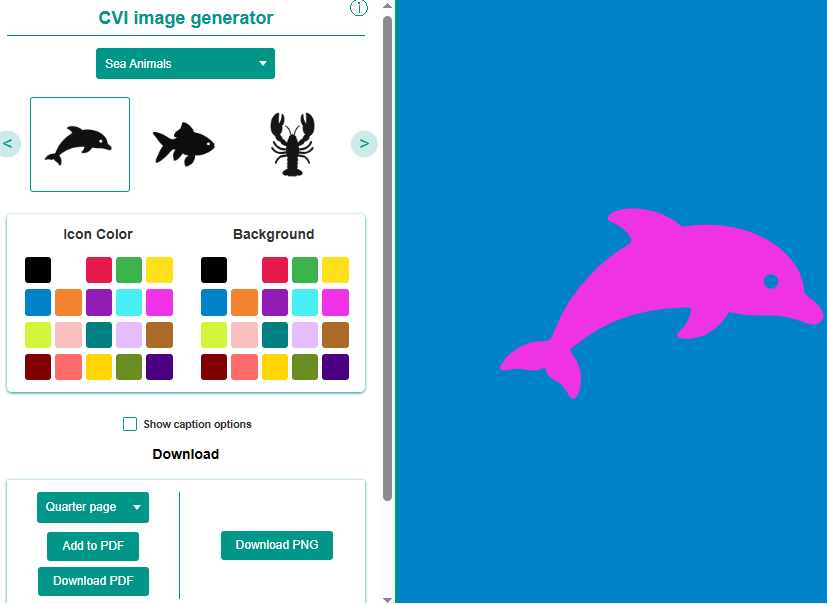 CVI image generator
Sea Animals
<
>
Icon Color
Background
Show caption options
Download
Quarter page
Add to PDF
Download PDF
Download PNG